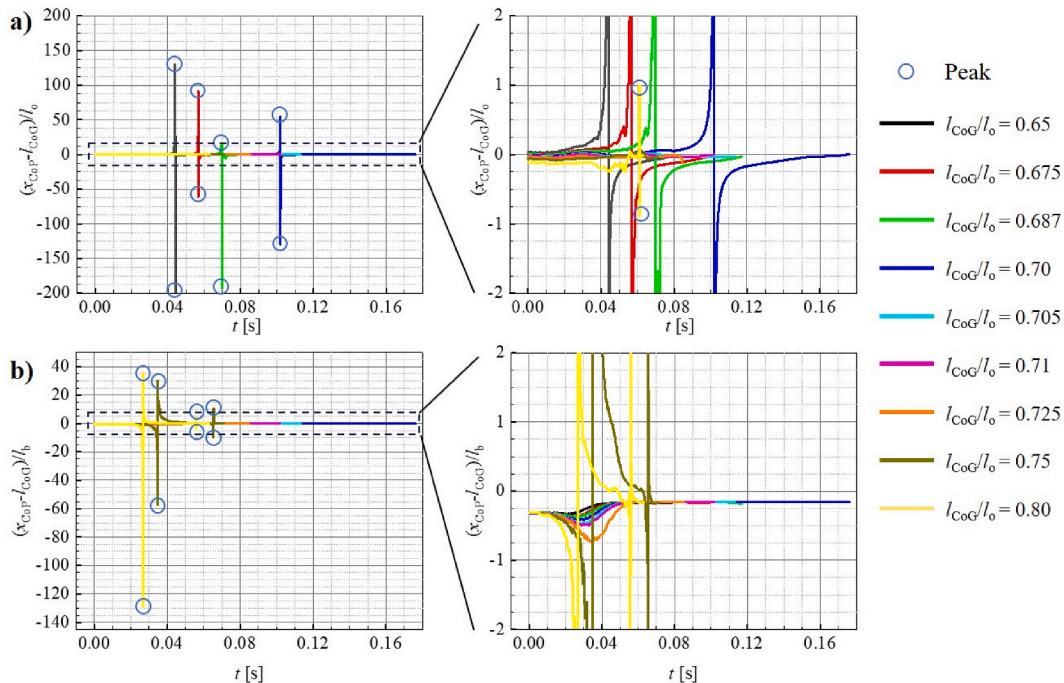 a)
200
150
100
50
0
-50
-100
-150
-200
(xCoP-lCoG)/lo
0.00 0.04 0.08 0.12 0.16
t [s]
2
1
0
-1
-2
(xCoP-lCoG)/lo
0.00 0.04 0.08 0.12 0.16
t [s]
b)
40
20
0
-20
-40
-60
-80
-100
-120
-140
(xCoP-lCoG)/lb
0.00 0.04 0.08 0.12 0.16
t [s]
2
1
0
-1
-2
(xCoP-lCoG)/lb
0.00 0.04 0.08 0.12 0.16
t [s]
Peak
lCoG/lo = 0.65
lCoG/lo = 0.675
lCoG/lo = 0.687
lCoG/lo = 0.70
lCoG/lo = 0.705
lCoG/lo = 0.71
lCoG/lo = 0.725
lCoG/lo = 0.75
lCoG/lo = 0.80